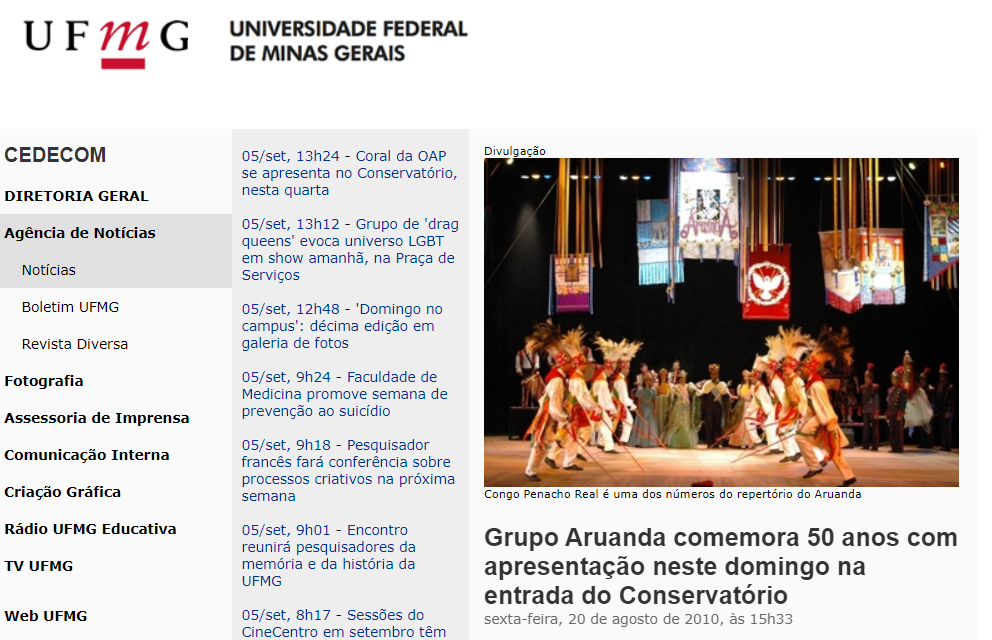 UFmG
UNIVERSIDADE FEDERAL
DE MINAS GERAIS
CEDECOM
DIRETORIA GERAL
Agência de Notícias
Notícias
Boletim UFMG
Revista Diversa
Fotografia
Assessoria de Imprensa
Comunicação Interna
Criação Gráfica
Rádio UFMG Educativa
TV UFMG
Web UFMG
05/set, 13h24 - Coral da OAP
se apresenta no Conservatório,
nesta quarta
05/set, 13h12 - Grupo de 'drag
queens' evoca universo LGBT
em show amanhã, na Praça de
Serviços
05/set, 12h48 - 'Domingo no
campus': décima edição em
galeria de fotos
05/set, 9h24 - Faculdade de
Medicina promove semana de
prevenção ao suicídio
05/set, 9h18 - Pesquisador
francês fará conferência sobre
processos criativos na próxima
semana
05/set, 9h01 - Encontro
reunirá pesquisadores da
memória e da história da
UFMG
05/set, 8h17 - Sessões do
CineCentro em setembro têm
Divulgação
Congo Penacho Real é uma dos números do repertório do Aruanda
Grupo Aruanda comemora 50 anos com
apresentação neste domingo na
entrada do Conservatório
sexta-feira, 20 de agosto de 2010, às 15h33